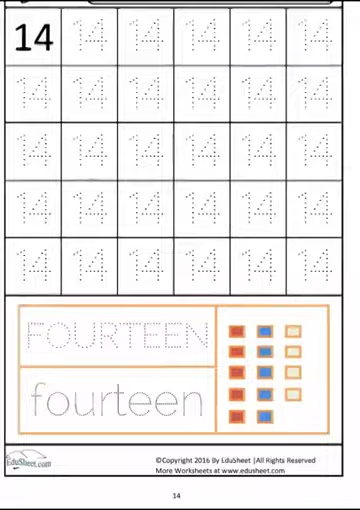 14 14 14 14 14 14
14 14 14 14 14 14
14 14 14 14 14 14
14 14 14 14 14 14
14 14 14 14 14 14
FOURTEEN
fourteen
EduSheet.com
©Copyright 2016 By EduSheet |All Rights Reserved
More Worksheets at www.edusheet.com
14